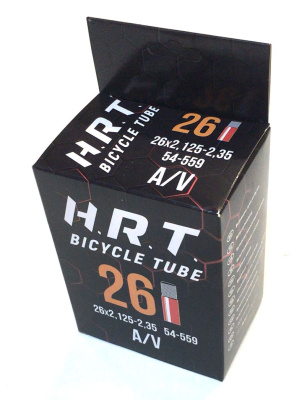 H.R.T.
BICYCLE TUBE
26
26x2,125-2,35
54-559
A/V
H.R.T.
BICYCLE TUBE
26
26x2,125-2,35 54-559
A/V